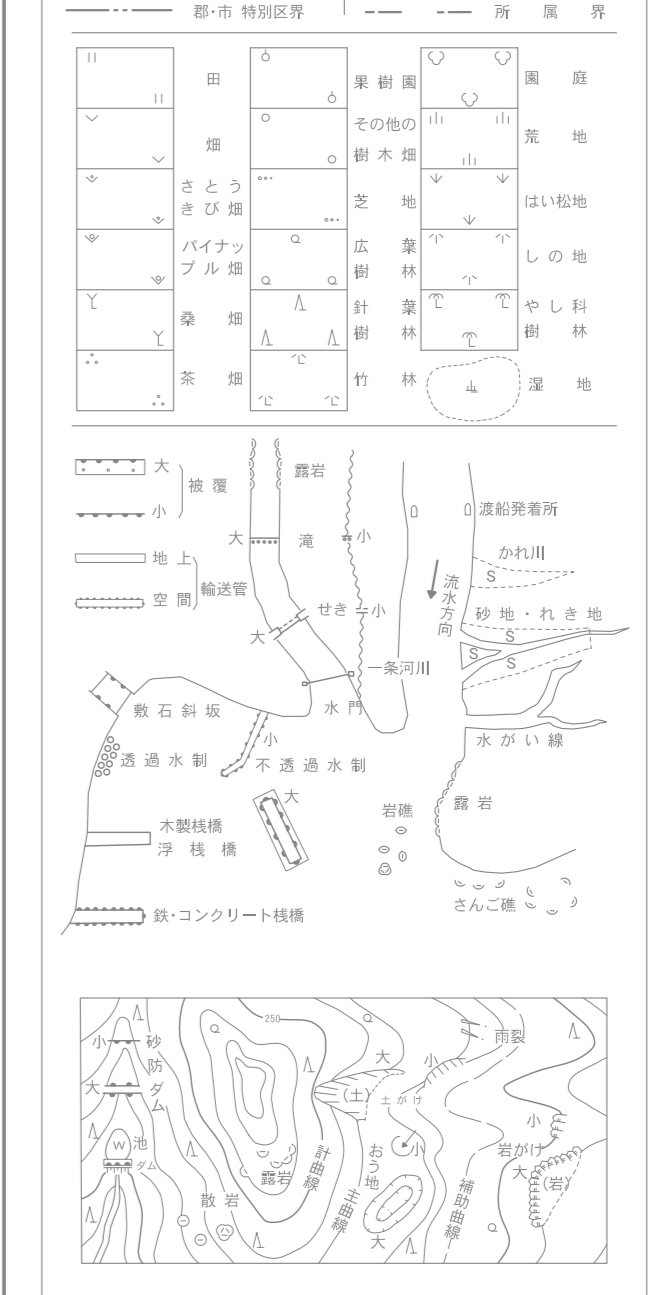 郡・市 特別区界
所属界
田
畑
さとう
きび畑
パイナッ
プル畑
桑畑
茶畑
果樹園
その他の
樹木畑
芝地
広葉
樹林
針葉
樹林
竹林
園庭
荒地
はい松地
しの地
やし科
樹林
湿地
大
小
被覆
地上
空間
輸送管
露岩
大 滝 小
せき 小
大
一条河川
水門
渡船発着所
かれ川
S
流水方向
砂地・れき地
S
S
S
水がい線
敷石斜坂
透過水制
小
不透過水制
大
木製桟橋
浮桟橋
鉄・コンクリート桟橋
岩礁
露岩
さんご礁
250
小 砂防ダム
大
W 池
ダム
露岩
散岩
計曲線
主曲線
大
小
(土)
土がけ
雨裂
おう地
小
大
補助曲線
小
岩がけ
大
(岩)